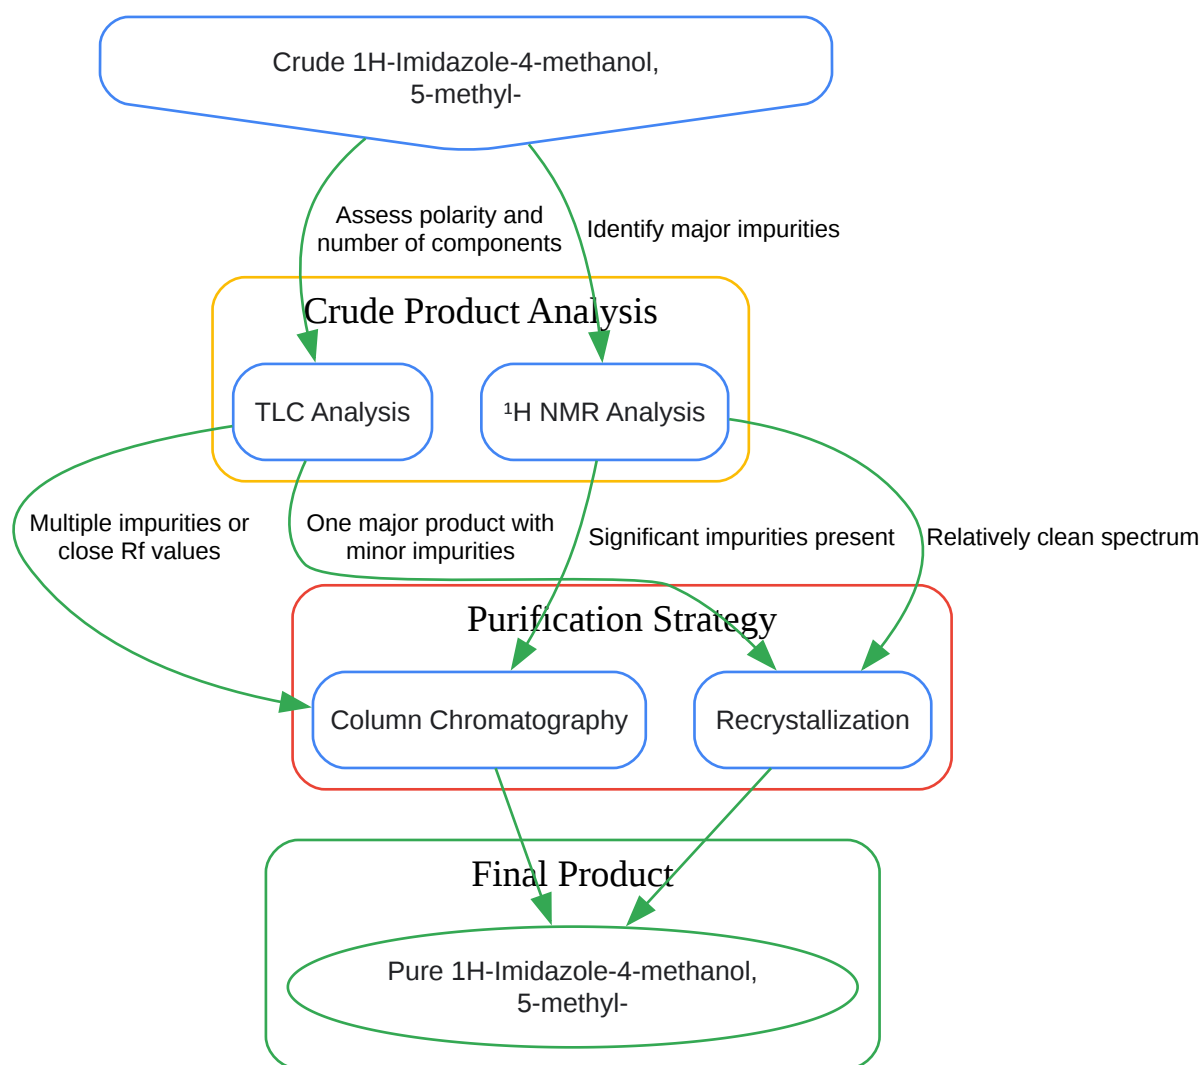 Crude 1H-Imidazole-4-methanol,
5-methyl-
Assess polarity and
number of components
Identify major impurities
Crude Product Analysis
TLC Analysis
¹H NMR Analysis
Multiple impurities or
close Rf values
One major product with
minor impurities
Significant impurities present
Relatively clean spectrum
Purification Strategy
Column Chromatography
Recrystallization
Final Product
Pure 1H-Imidazole-4-methanol,
5-methyl-